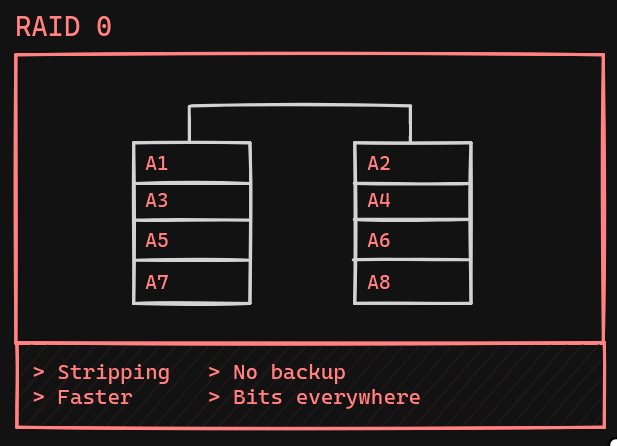 RAID 0
A1 A2
A3 A4
A5 A6
A7 A8
> Stripping > No backup
> Faster > Bits everywhere